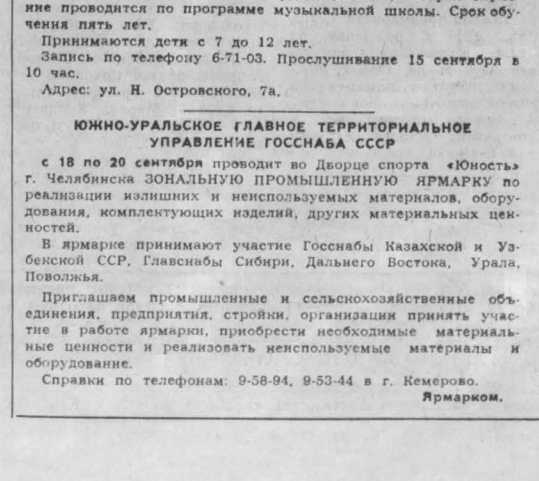 ние проводится по программе музыкальной школы. Срок обу-
чения пять лет.
Принимаются дети с 7 до 12 лет.
Запись по телефону 6-71-03. Прослушивание 15 сентября в
10 час.
Адрес: ул. Н. Островского, 7а.
ЮЖНО-УРАЛЬСКОЕ ГЛАВНОЕ ТЕРРИТОРИАЛЬНОЕ
УПРАВЛЕНИЕ ГОССНАБА СССР
с 18 по 20 сентября проводит во Дворце спорта «Юность»
г. Челябинска ЗОНАЛЬНУЮ ПРОМЫШЛЕННУЮ ЯРМАРКУ по
реализации излишних и неиспользуемых материалов, обору-
дования, комплектующих изделий, других материальных цен-
ностей.
В ярмарке принимают участие Госснабы Казахской и Уз-
бекской ССР, Главснабы Сибири, Дальнего Востока, Урала,
Поволжья.
Приглашаем промышленные и сельскохозяйственные объ-
единения, предприятия, стройки, организации принять учас-
тие в работе ярмарки, приобрести необходимые материаль-
ные ценности и реализовать неиспользуемые материалы и
оборудование.
Справки по телефонам: 9-58-94, 9-53-44 в г. Кемерово.
Ярмарком.